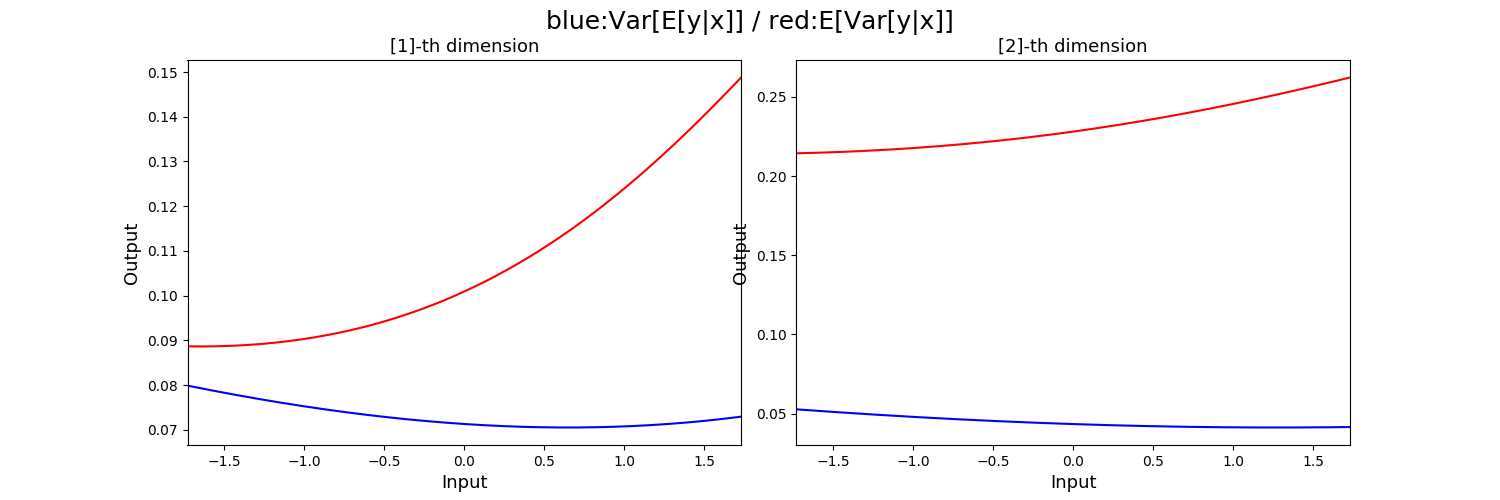 blue:Var[E[y|x]] / red:E[Var[y|x]]
[1]-th dimension
Output
0.15
0.14
0.13
0.12
0.11
0.10
0.09
0.08
0.07
−1.5 −1.0 −0.5 0.0 0.5 1.0 1.5
Input
[2]-th dimension
Output
0.25
0.20
0.15
0.10
0.05
−1.5 −1.0 −0.5 0.0 0.5 1.0 1.5
Input